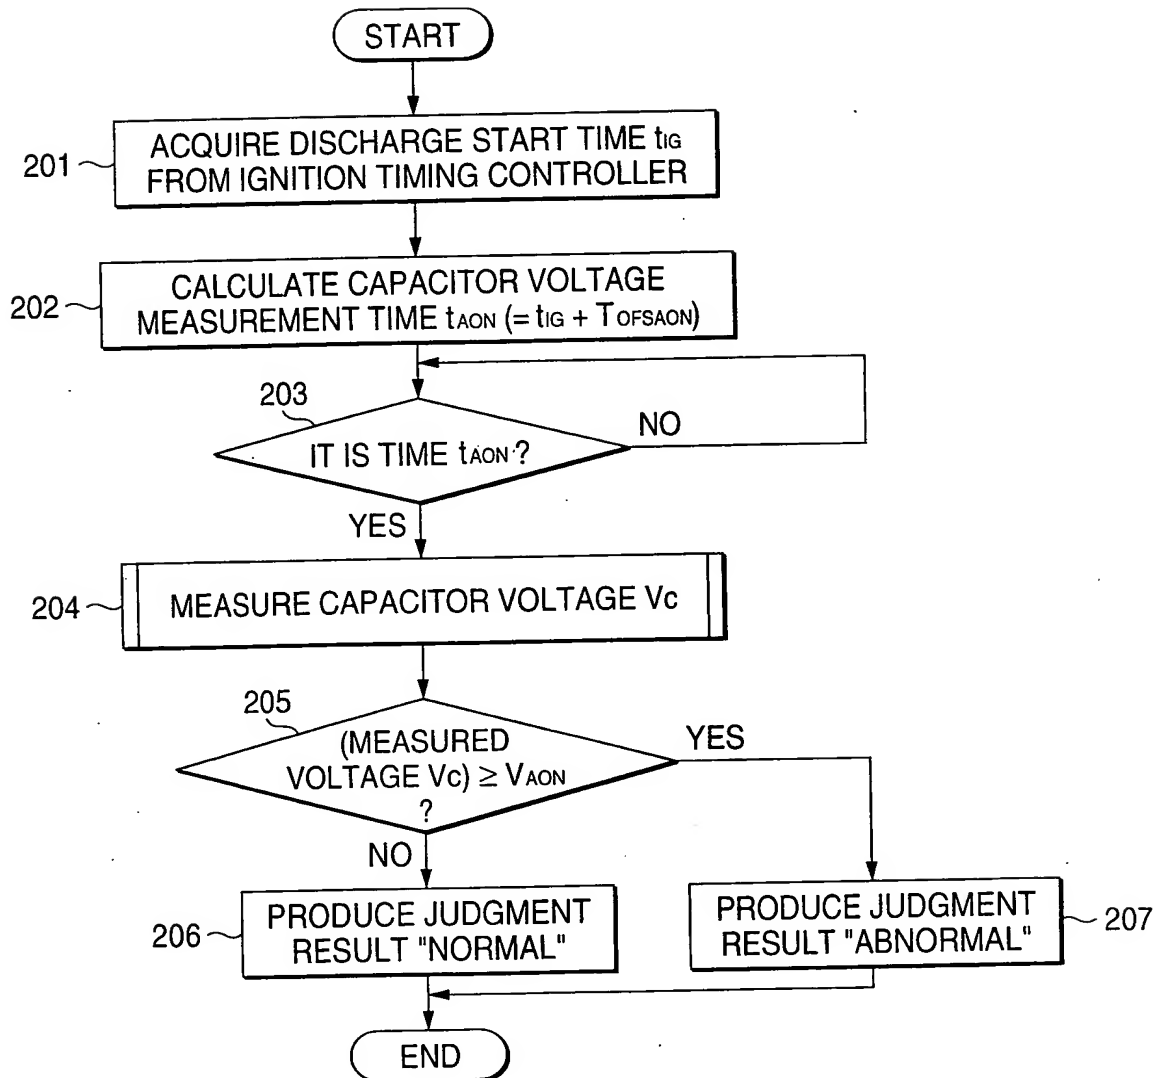 START
201
ACQUIRE DISCHARGE START TIME tIG
FROM IGNITION TIMING CONTROLLER
202
CALCULATE CAPACITOR VOLTAGE
MEASUREMENT TIME tAON (= tIG + TOFSAON)
203
IT IS TIME tAON ?
NO
YES
204
MEASURE CAPACITOR VOLTAGE Vc
205
(MEASURED
VOLTAGE Vc) ≥ VAON
?
YES
NO
206
PRODUCE JUDGMENT
RESULT "NORMAL"
PRODUCE JUDGMENT
RESULT "ABNORMAL"
207
END